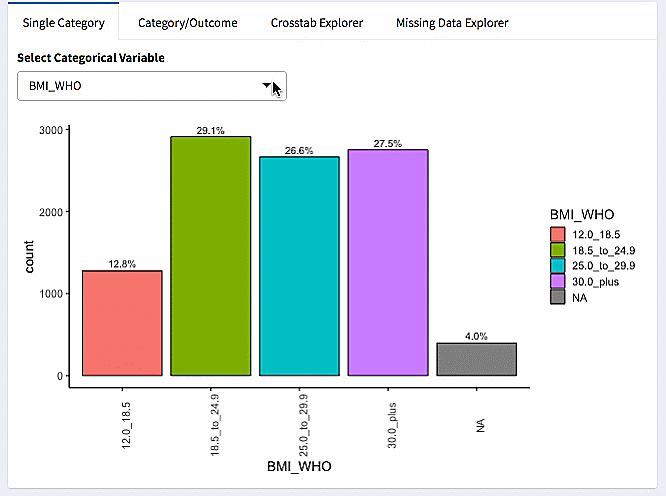 Single Category
Category/Outcome
Crosstab Explorer
Missing Data Explorer
Select Categorical Variable
BMI_WHO
3000
2000
1000
0
count
12.8%
29.1%
26.6%
27.5%
4.0%
12.0_18.5
18.5_to_24.9
25.0_to_29.9
30.0_plus
NA
BMI_WHO
BMI_WHO
12.0_18.5
18.5_to_24.9
25.0_to_29.9
30.0_plus
NA